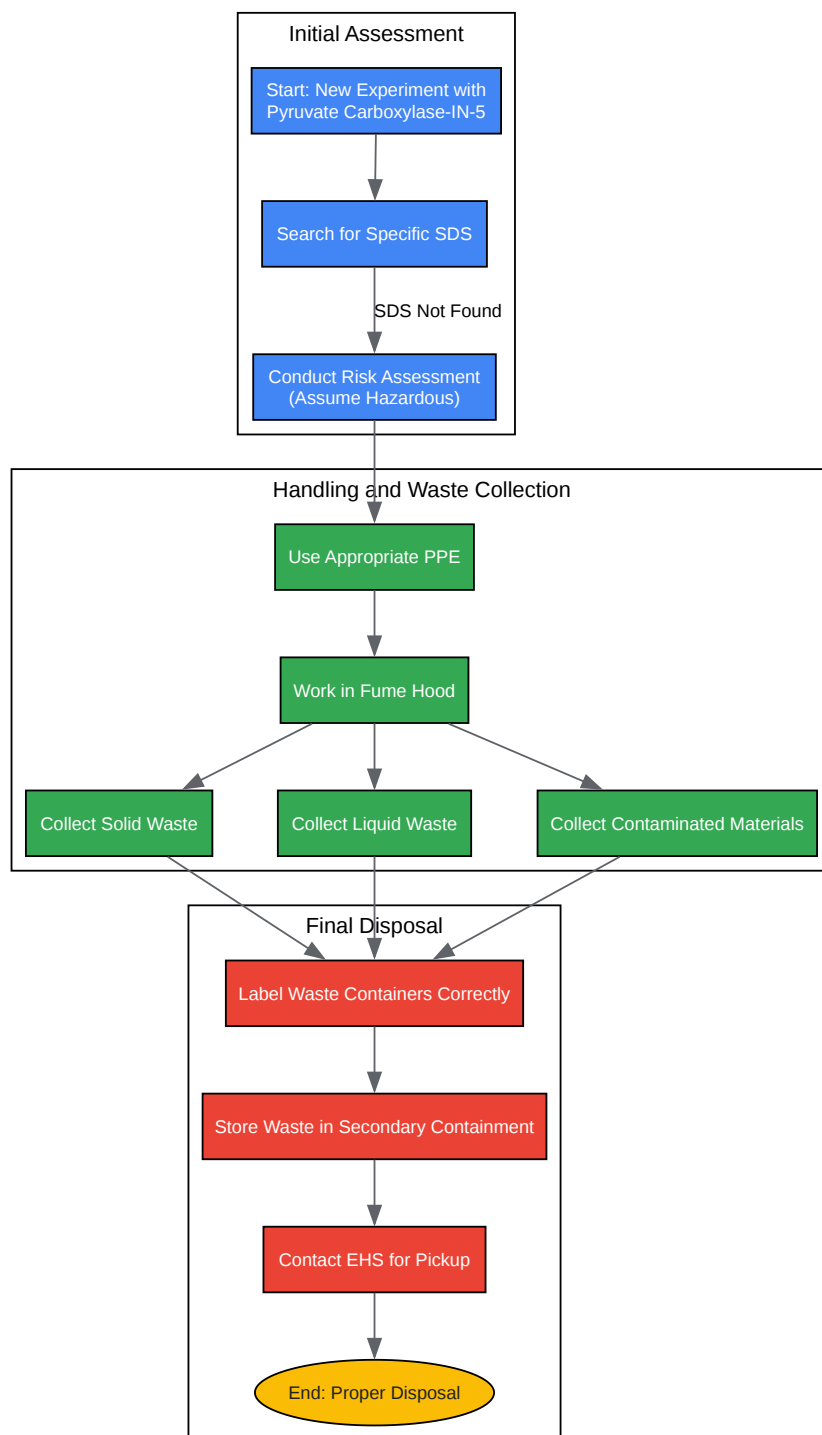 Initial Assessment
Start: New Experiment with
Pyruvate Carboxylase-IN-5
Search for Specific SDS
SDS Not Found
Conduct Risk Assessment
(Assume Hazardous)
Handling and Waste Collection
Use Appropriate PPE
Work in Fume Hood
Collect Solid Waste
Collect Liquid Waste
Collect Contaminated Materials
Final Disposal
Label Waste Containers Correctly
Store Waste in Secondary Containment
Contact EHS for Pickup
End: Proper Disposal